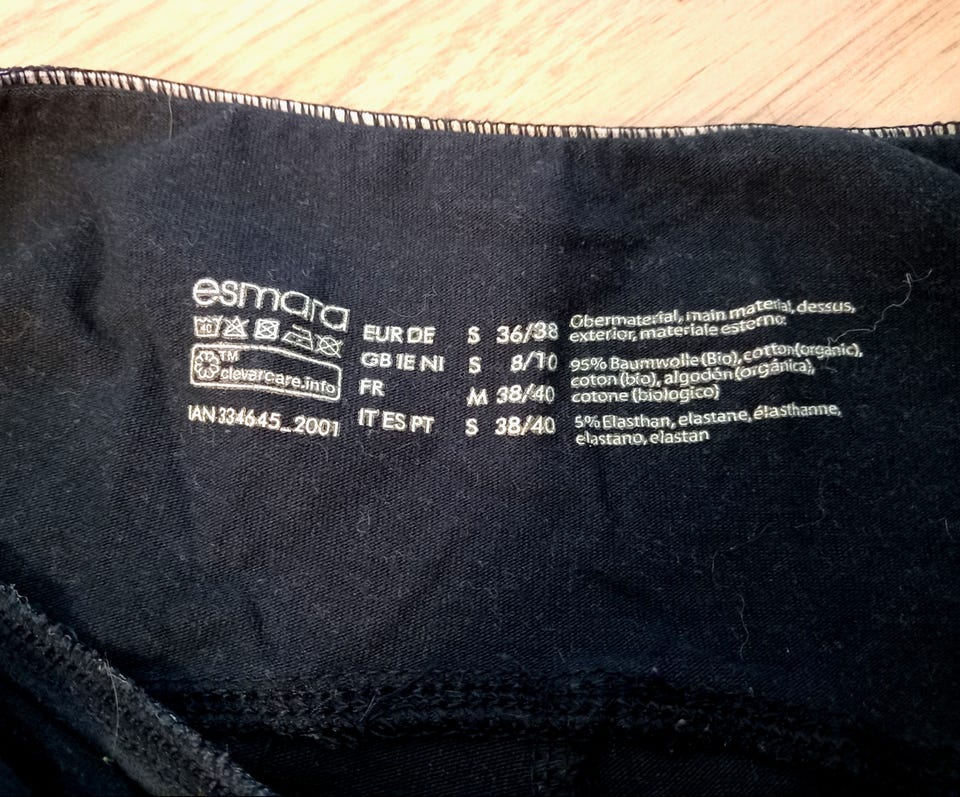 esmara
40
TM
clevercare.info
IAN 334645_2001
EUR DE S 36/38
GB IE NI S 8/10
FR M 38/40
IT ES PT S 38/40
Obermaterial, main material, dessus,
exterior, materiale esterno:
95% Baumwolle (Bio), cotton (organic),
coton (bio), algodón (orgânica),
cotone (biologico)
5% Elasthan, elastane, élasthanne,
elastano, elastan